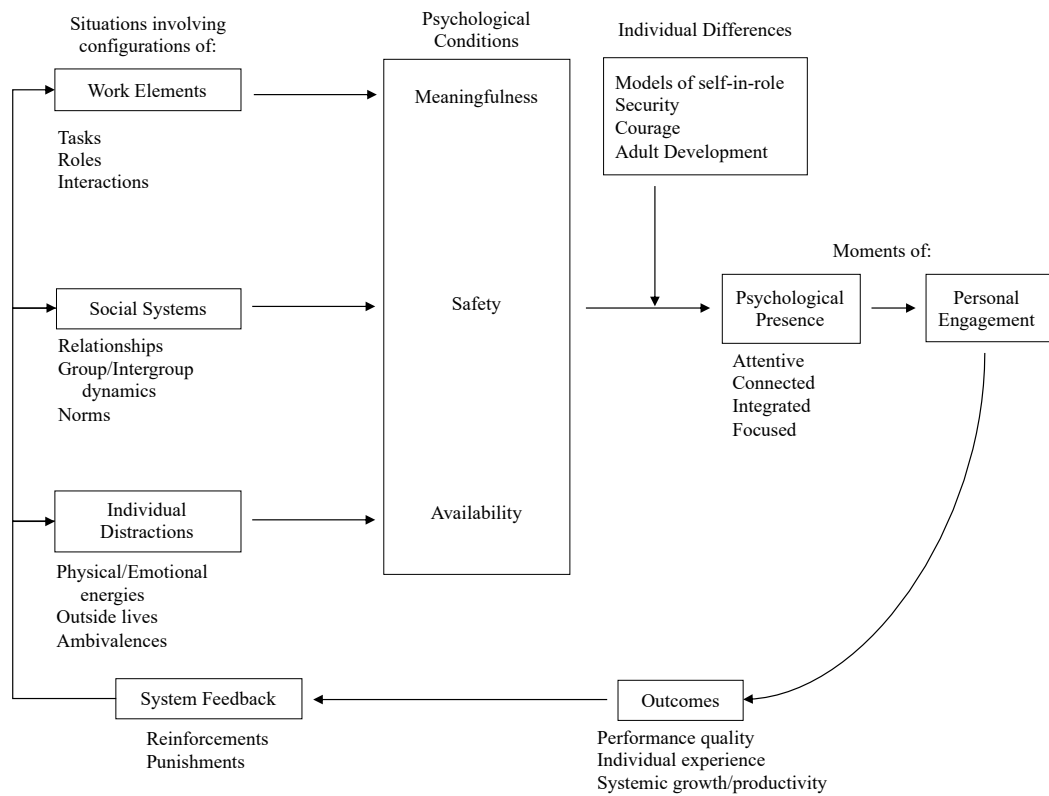 Situations involving
configurations of:
Work Elements
Tasks
Roles
Interactions
Social Systems
Relationships
Group/Intergroup
dynamics
Norms
Individual
Distractions
Physical/Emotional
energies
Outside lives
Ambivalences
Psychological
Conditions
Meaningfulness
Safety
Availability
Individual Differences
Models of self-in-role
Security
Courage
Adult Development
Moments of:
Psychological
Presence
Attentive
Connected
Integrated
Focused
Personal
Engagement
Outcomes
Performance quality
Individual experience
Systemic growth/productivity
System Feedback
Reinforcements
Punishments